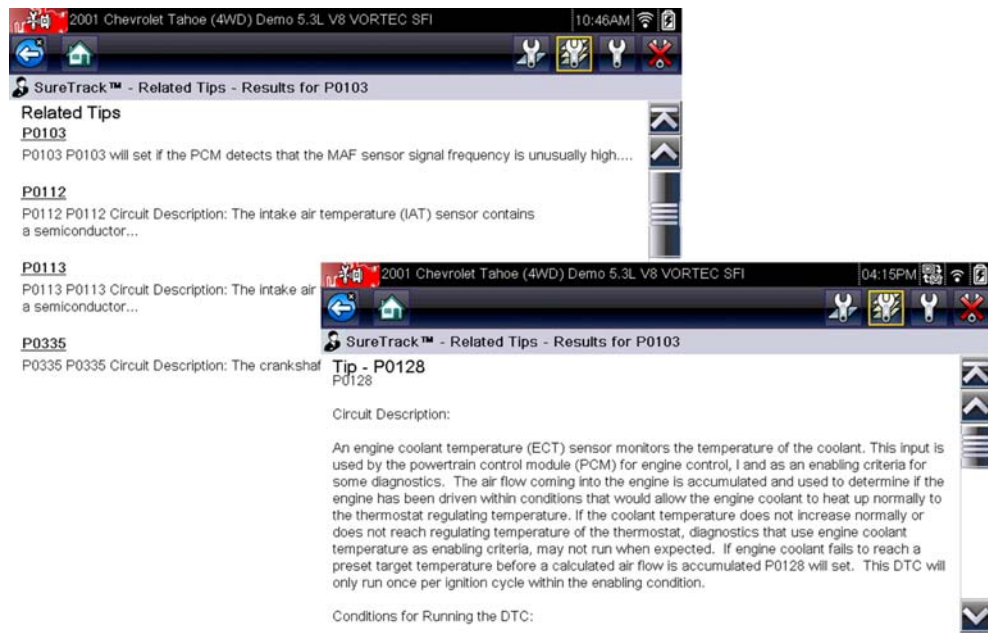 2001 Chevrolet Tahoe (4WD) Demo 5.3L V8 VORTEC SFI 10:46AM
SureTrack™ - Related Tips - Results for P0103
Related Tips
P0103
P0103 P0103 will set if the PCM detects that the MAF sensor signal frequency is unusually high....
P0112
P0112 P0112 Circuit Description: The intake air temperature (IAT) sensor contains
a semiconductor...
P0113
P0113 P0113 Circuit Description: The intake air
a semiconductor...
P0335
P0335 P0335 Circuit Description: The crankshaf
2001 Chevrolet Tahoe (4WD) Demo 5.3L V8 VORTEC SFI 04:15PM
SureTrack™ - Related Tips - Results for P0103
Tip - P0128
P0128
Circuit Description:
An engine coolant temperature (ECT) sensor monitors the temperature of the coolant. This input is
used by the powertrain control module (PCM) for engine control, I and as an enabling criteria for
some diagnostics. The air flow coming into the engine is accumulated and used to determine if the
engine has been driven within conditions that would allow the engine coolant to heat up normally to
the thermostat regulating temperature. If the coolant temperature does not increase normally or
does not reach regulating temperature of the thermostat, diagnostics that use engine coolant
temperature as enabling criteria, may not run when expected. If engine coolant fails to reach a
preset target temperature before a calculated air flow is accumulated P0128 will set. This DTC will
only run once per ignition cycle within the enabling condition.
Conditions for Running the DTC: